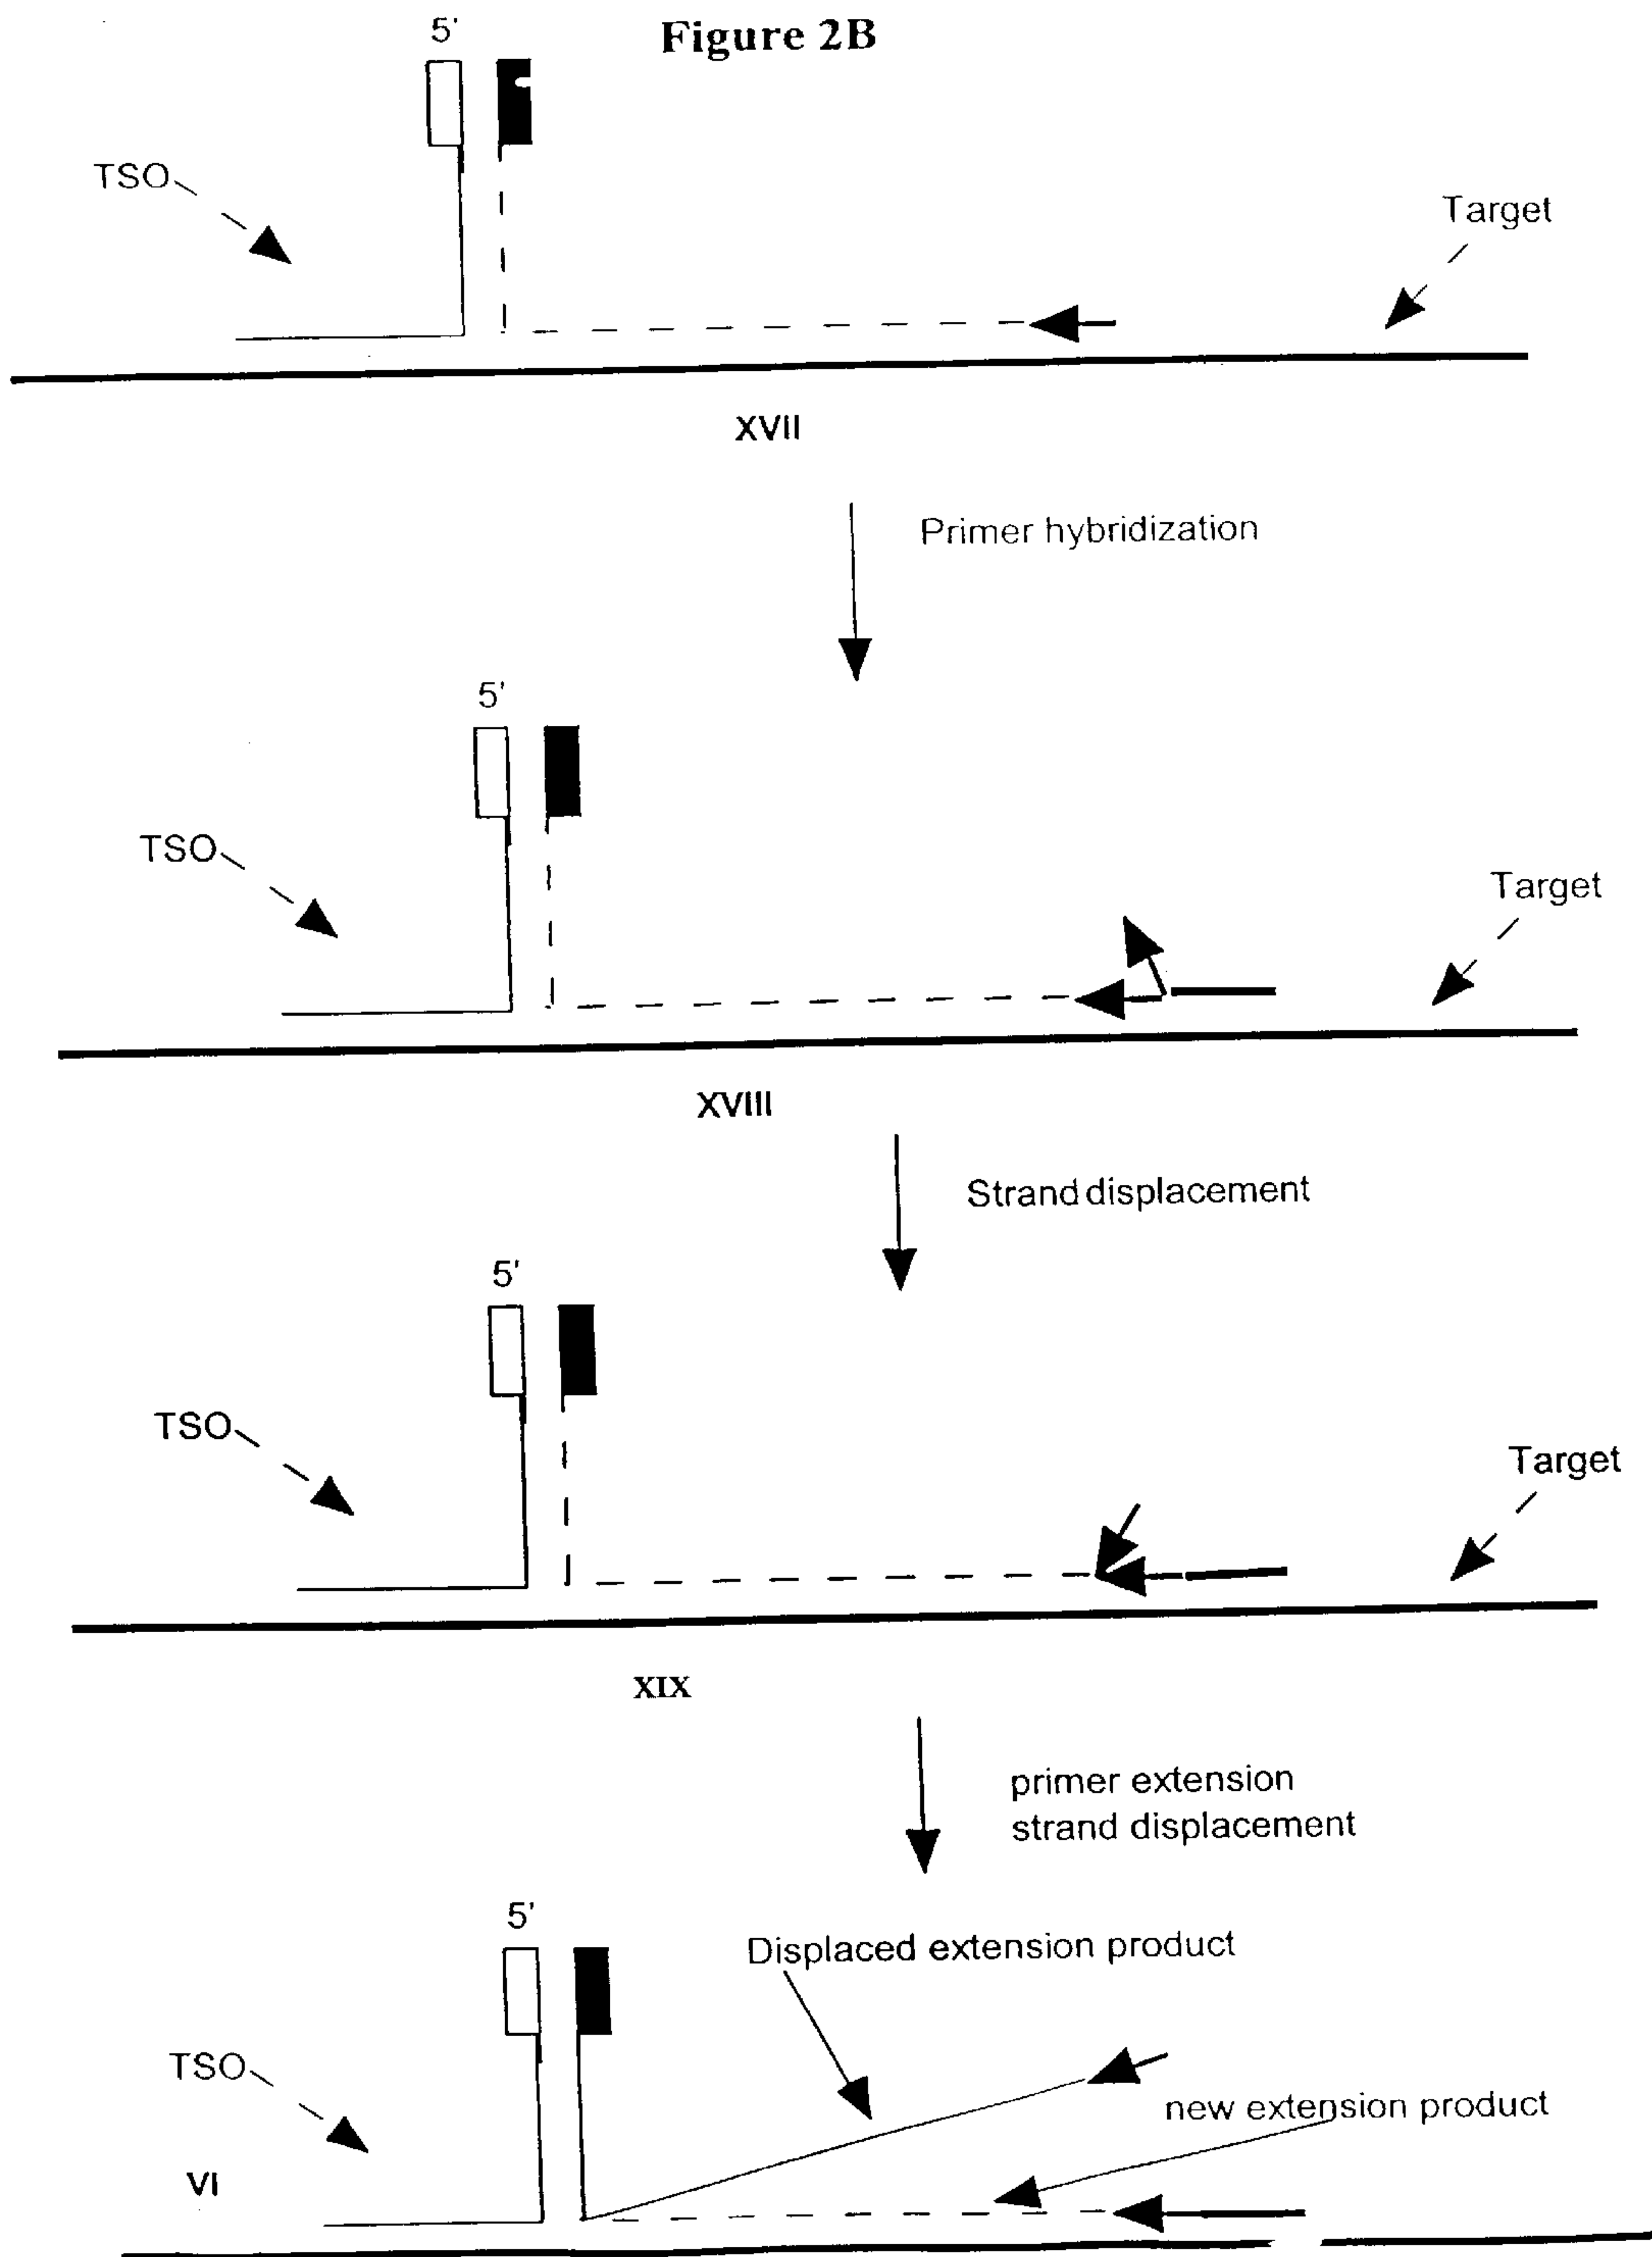 Figure 2B
5'
TSO
Target
XVII
Primer hybridization
5'
TSO
Target
XVIII
Strand displacement
5'
TSO
Target
XIX
primer extension
strand displacement
5'
Displaced extension product
TSO
new extension product
VI